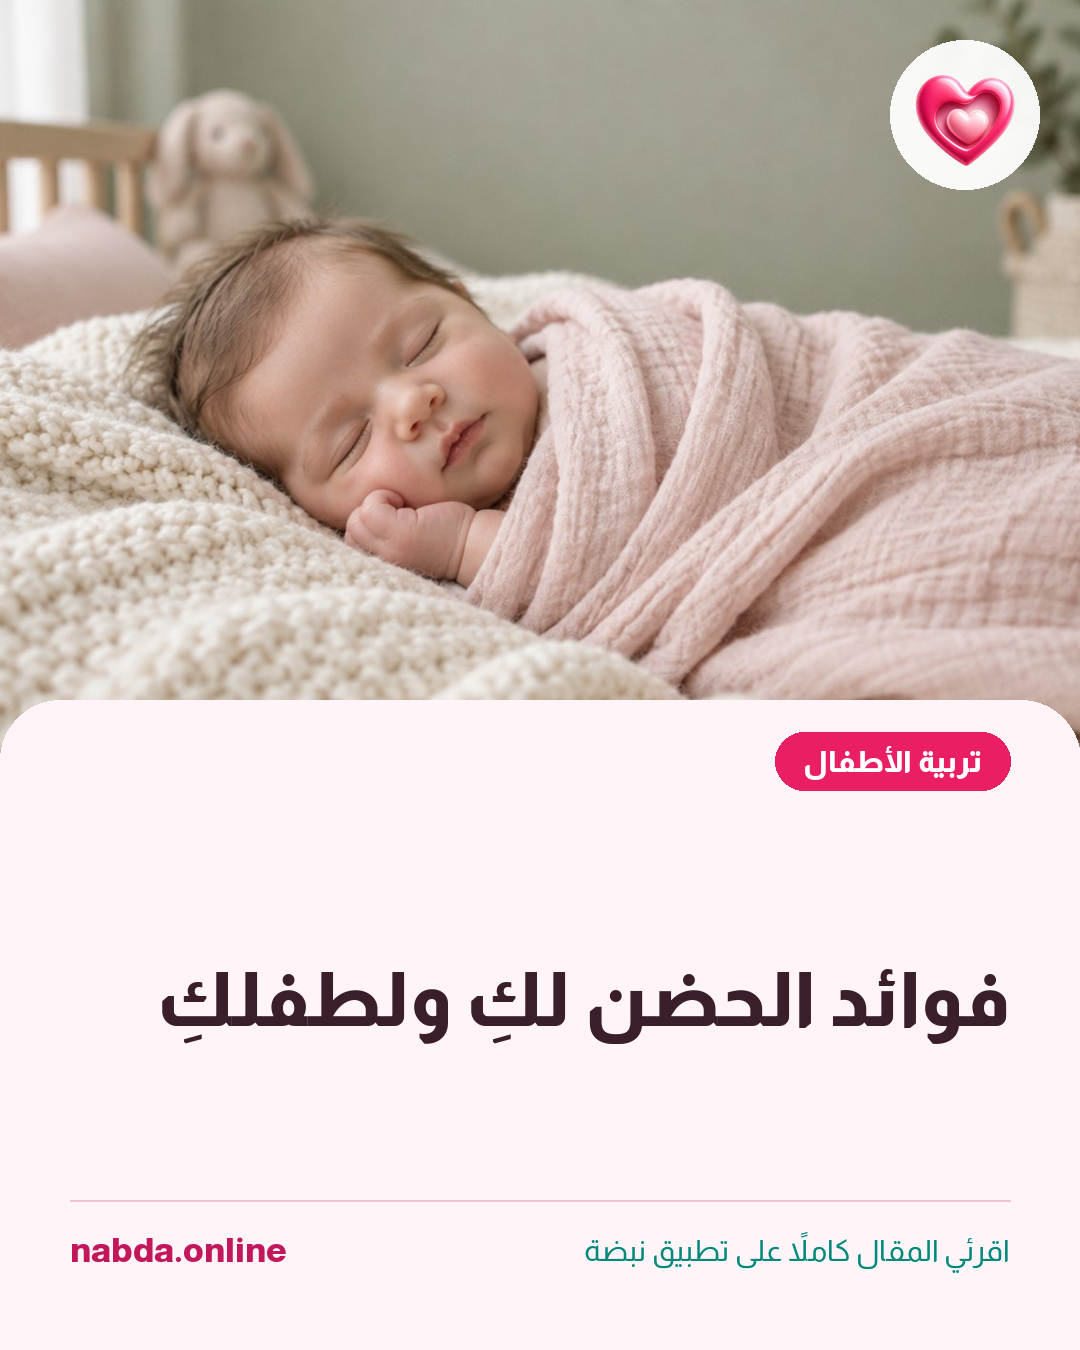 تربية الأطفال
فوائد الحضن لكِ ولطفلكِ
اقرئي المقال كاملًا على تطبيق نبضة
nabda.online